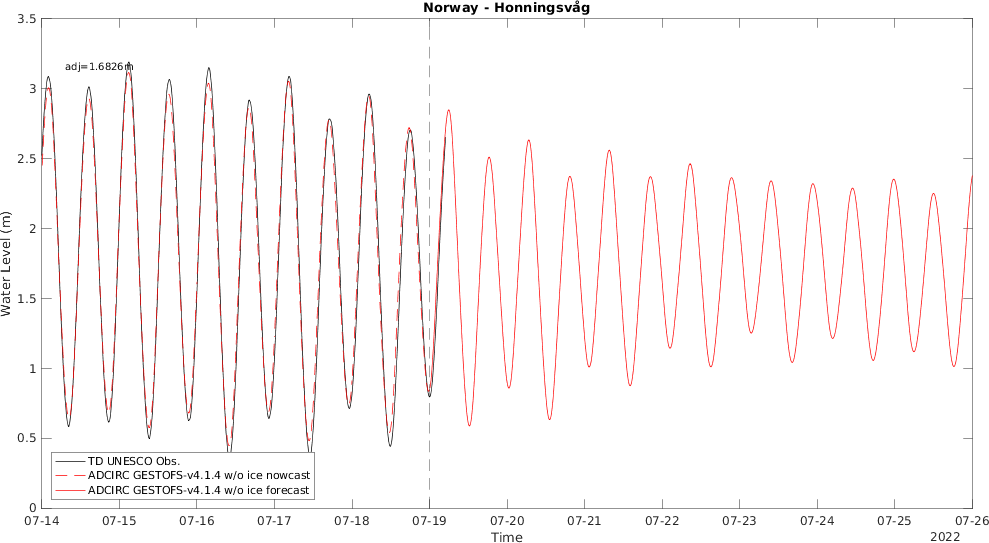 Norway - Honningsvåg
3.5
adj=1.6826m
3
2.5
2
1.5
1
0.5
0
Water Level (m)
TD UNESCO Obs.
ADCIRC GESTOFS-v4.1.4 w/o ice nowcast
ADCIRC GESTOFS-v4.1.4 w/o ice forecast
07-14 07-15 07-16 07-17 07-18 07-19 07-20 07-21 07-22 07-23 07-24 07-25 07-26
Time
2022